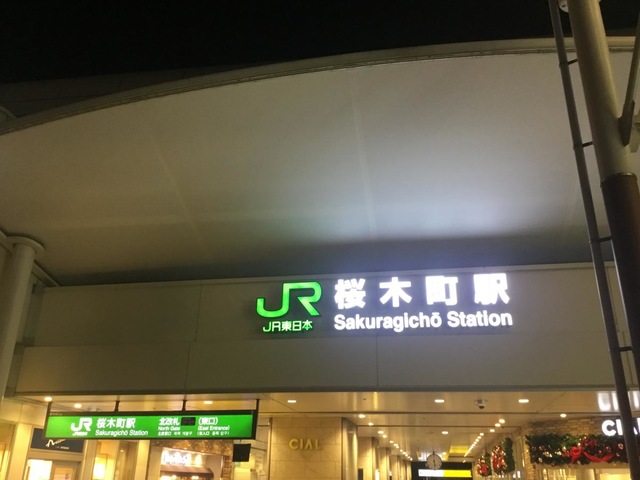 JR 桜木町駅
JR東日本 Sakuragichō Station
JR 桜木町駅 北改札 (東口)
Sakuragichō Station North Gate (East Entrance)
CIAL
CIAL